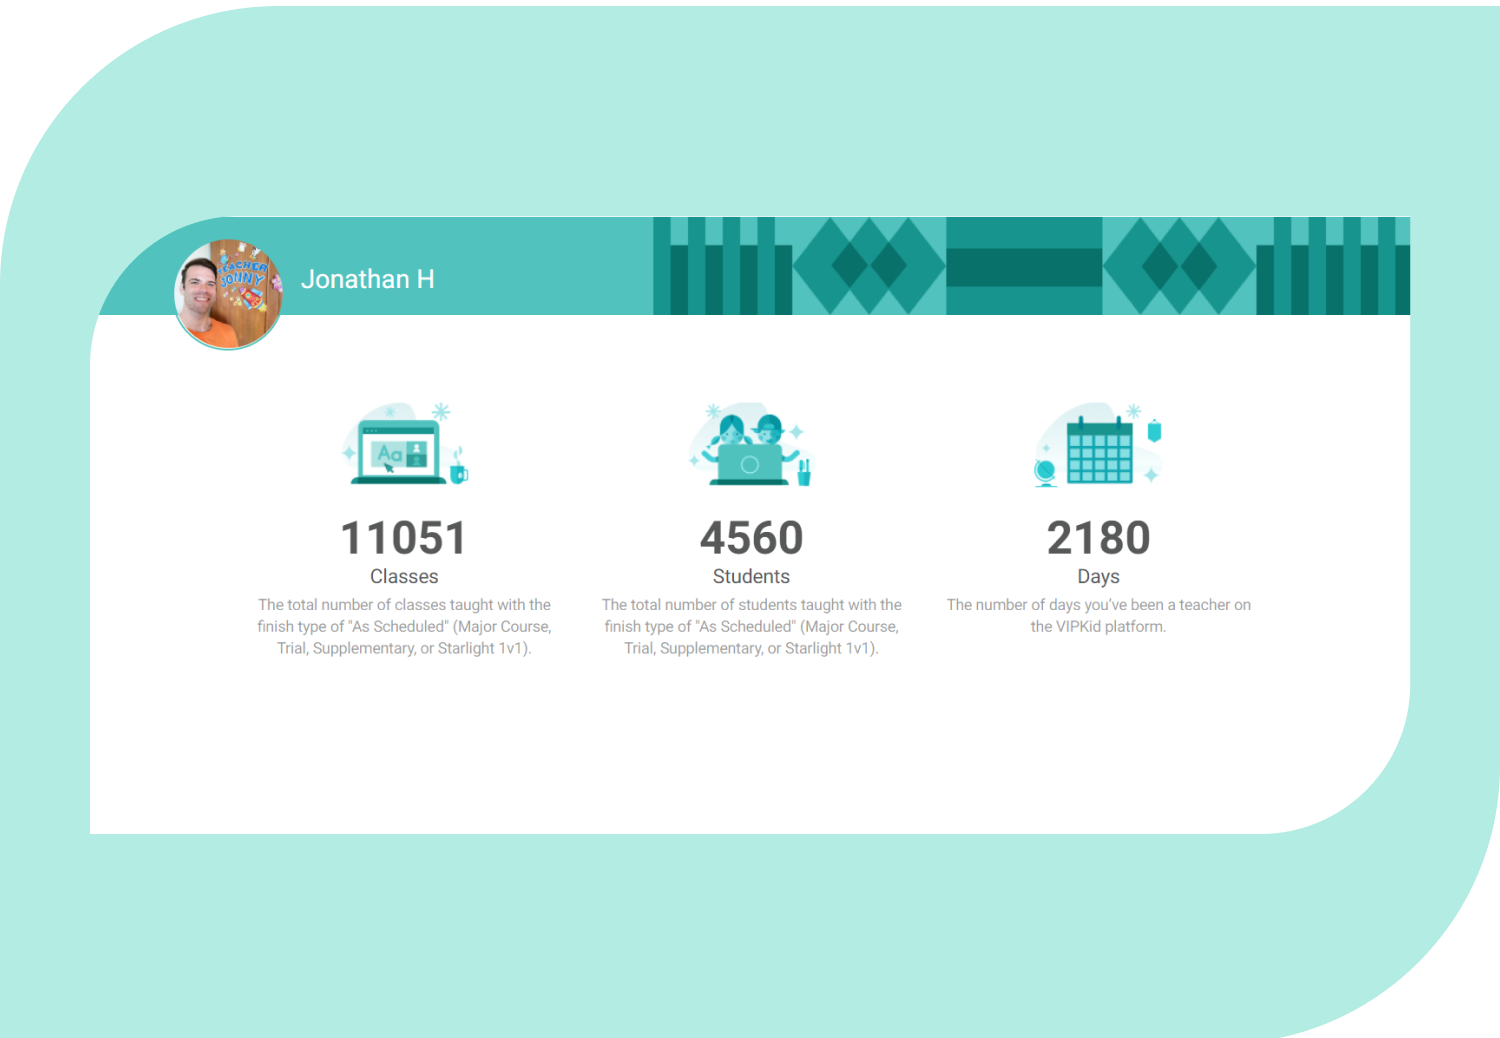 TEACHER
JONNY
Jonathan H
Aa
11051
4560
2180
Classes
Students
Days
The total number of classes taught with the
finish type of "As Scheduled" (Major Course,
Trial, Supplementary, or Starlight 1v1).
The total number of students taught with the
finish type of "As Scheduled" (Major Course,
Trial, Supplementary, or Starlight 1v1).
The number of days you've been a teacher on
the VIPKid platform.